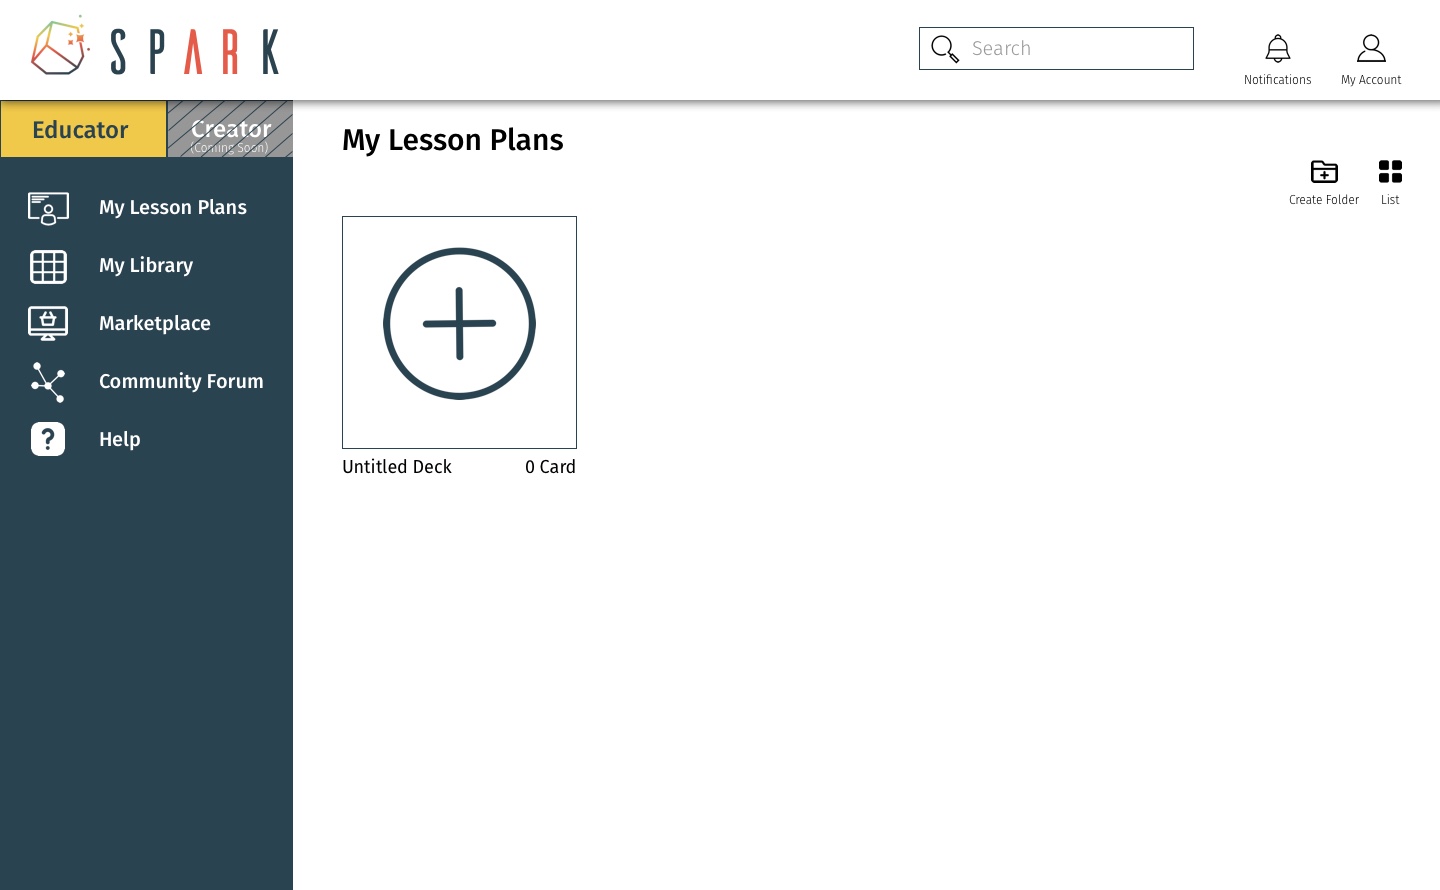 SPARK
Search
Notifications
My Account
Educator
Creator
(Coming Soon)
My Lesson Plans
My Library
Marketplace
Community Forum
Help
My Lesson Plans
Create Folder
List
Untitled Deck
0 Card